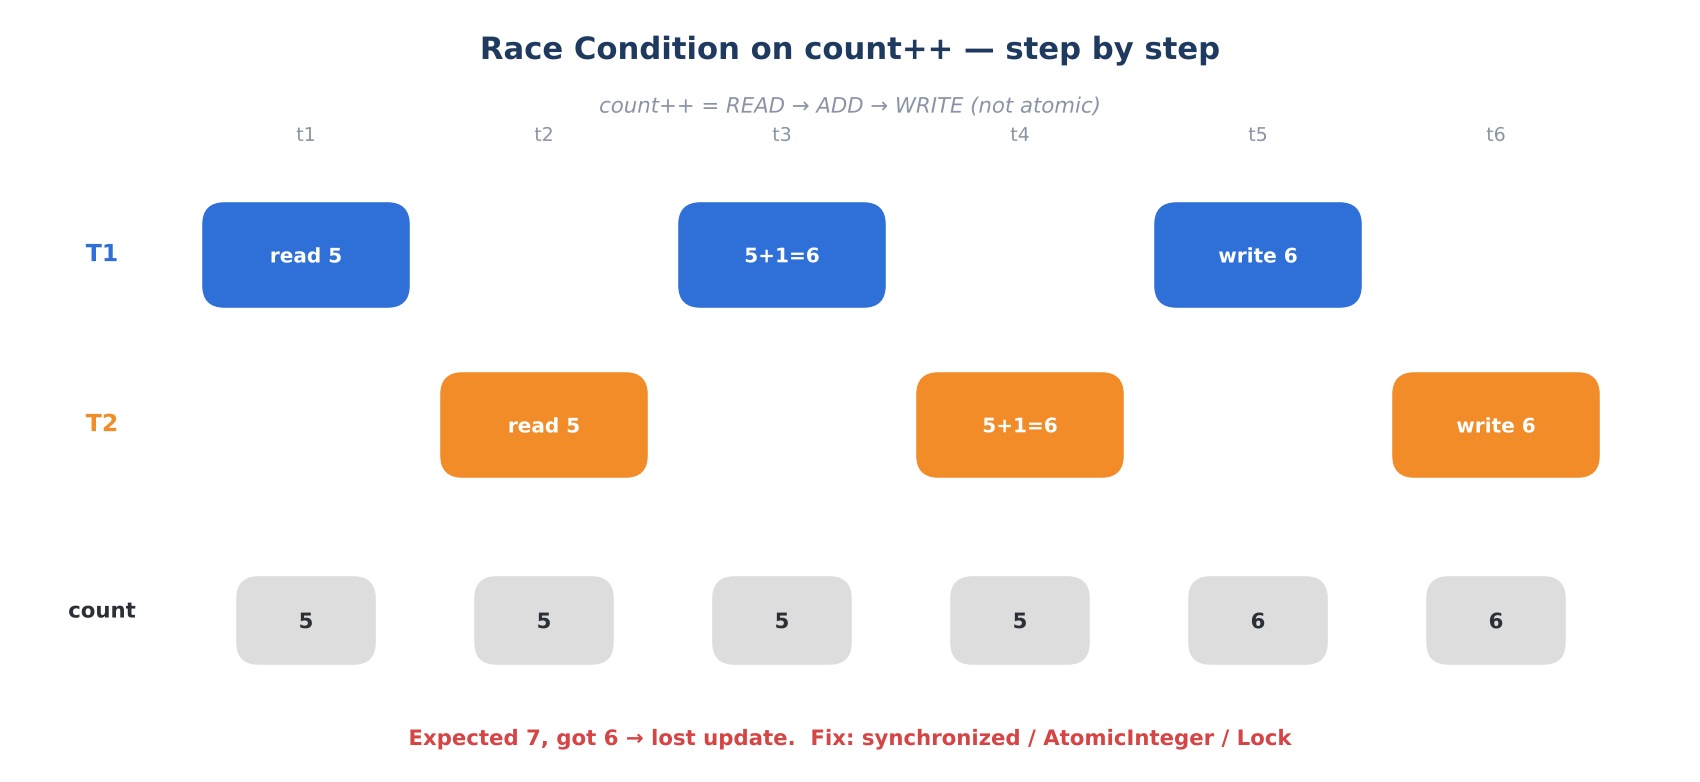 Race Condition on count++ — step by step
count++ = READ → ADD → WRITE (not atomic)
t1 t2 t3 t4 t5 t6
T1 read 5 5+1=6 write 6
T2 read 5 5+1=6 write 6
count 5 5 5 5 6 6
Expected 7, got 6 → lost update.  Fix: synchronized / AtomicInteger / Lock